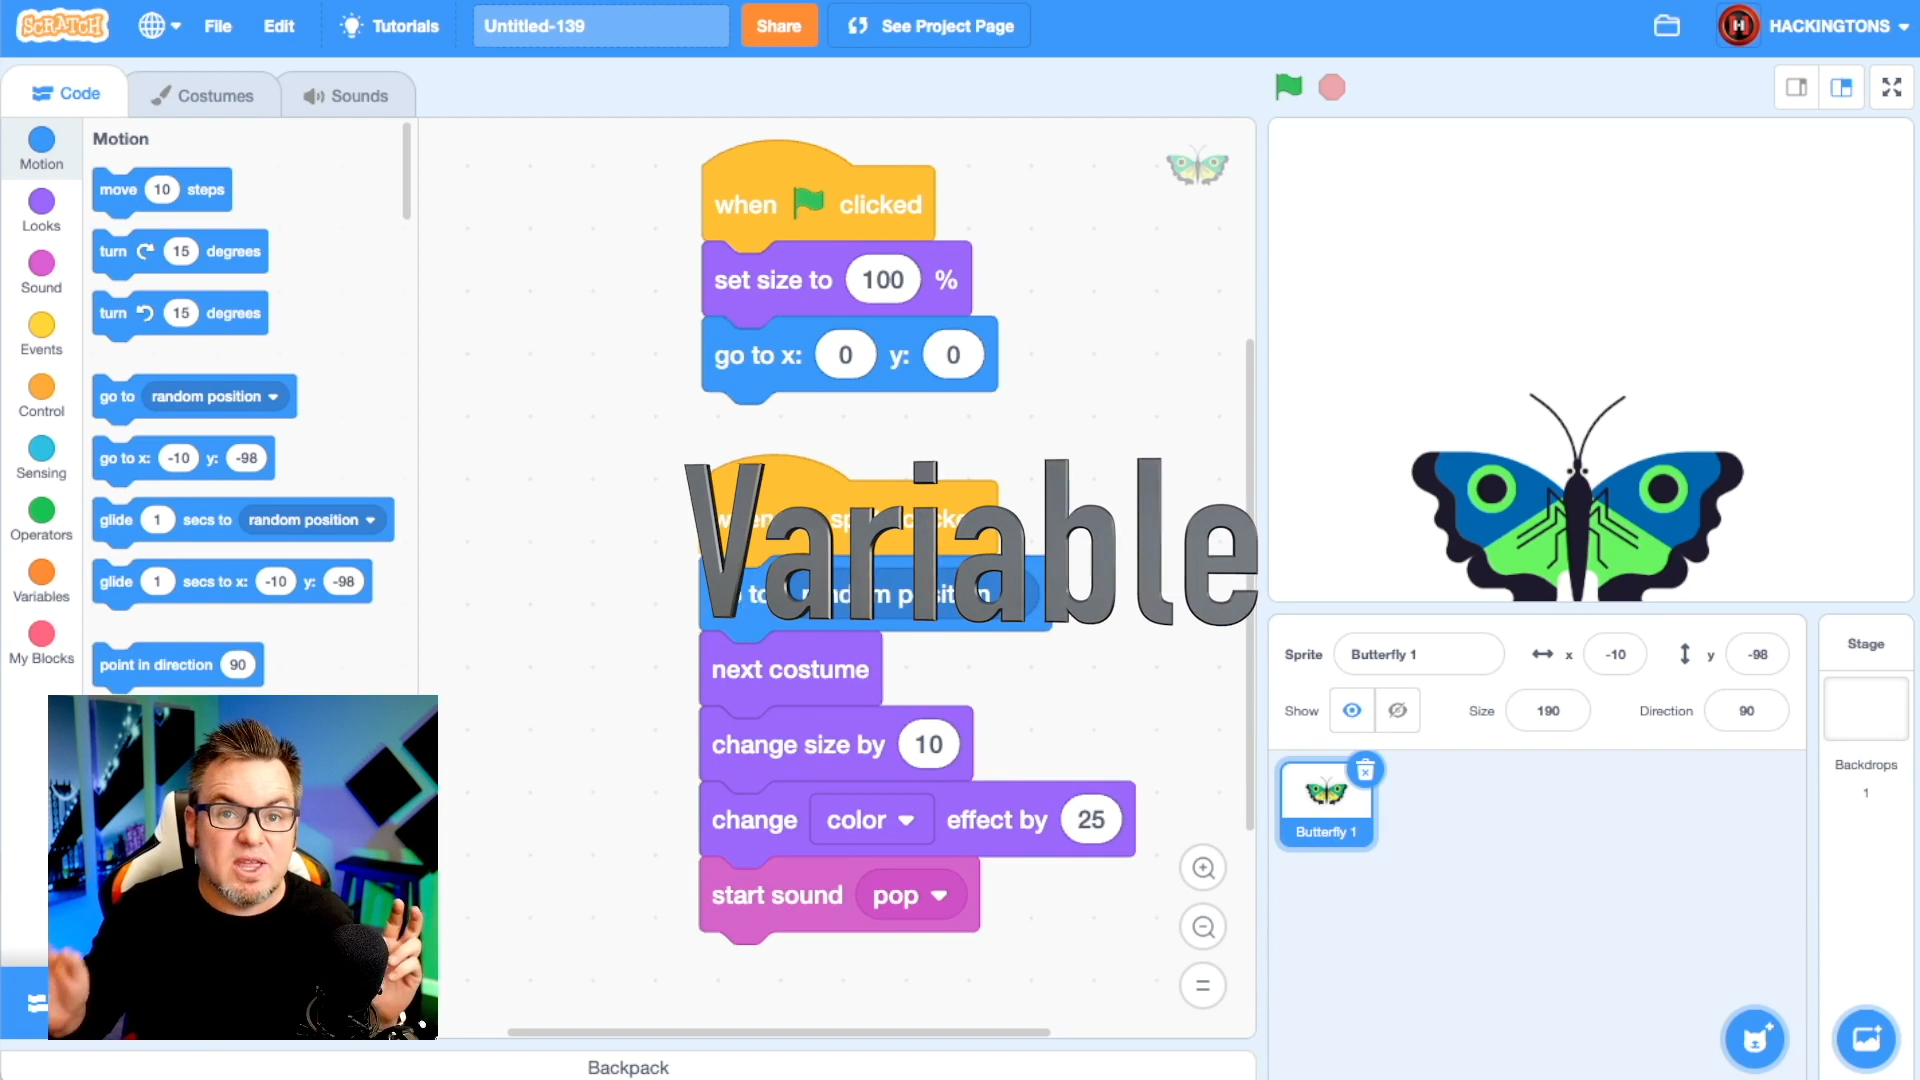 SCRATCH
File
Edit
Tutorials
Untitled-139
Share
See Project Page
HACKINGTONS
Code
Costumes
Sounds
Motion
Looks
Sound
Events
Control
Sensing
Operators
Variables
My Blocks
Motion
move 10 steps
turn 15 degrees
turn 15 degrees
go to random position
go to x: -10 y: -98
glide 1 secs to random position
glide 1 secs to x: -10 y: -98
point in direction 90
when clicked
set size to 100 %
go to x: 0 y: 0
Variable
next costume
change size by 10
change color effect by 25
start sound pop
Backpack
Sprite Butterfly 1 x -10 y -98
Show Size 190 Direction 90
Butterfly 1
Stage
Backdrops
1